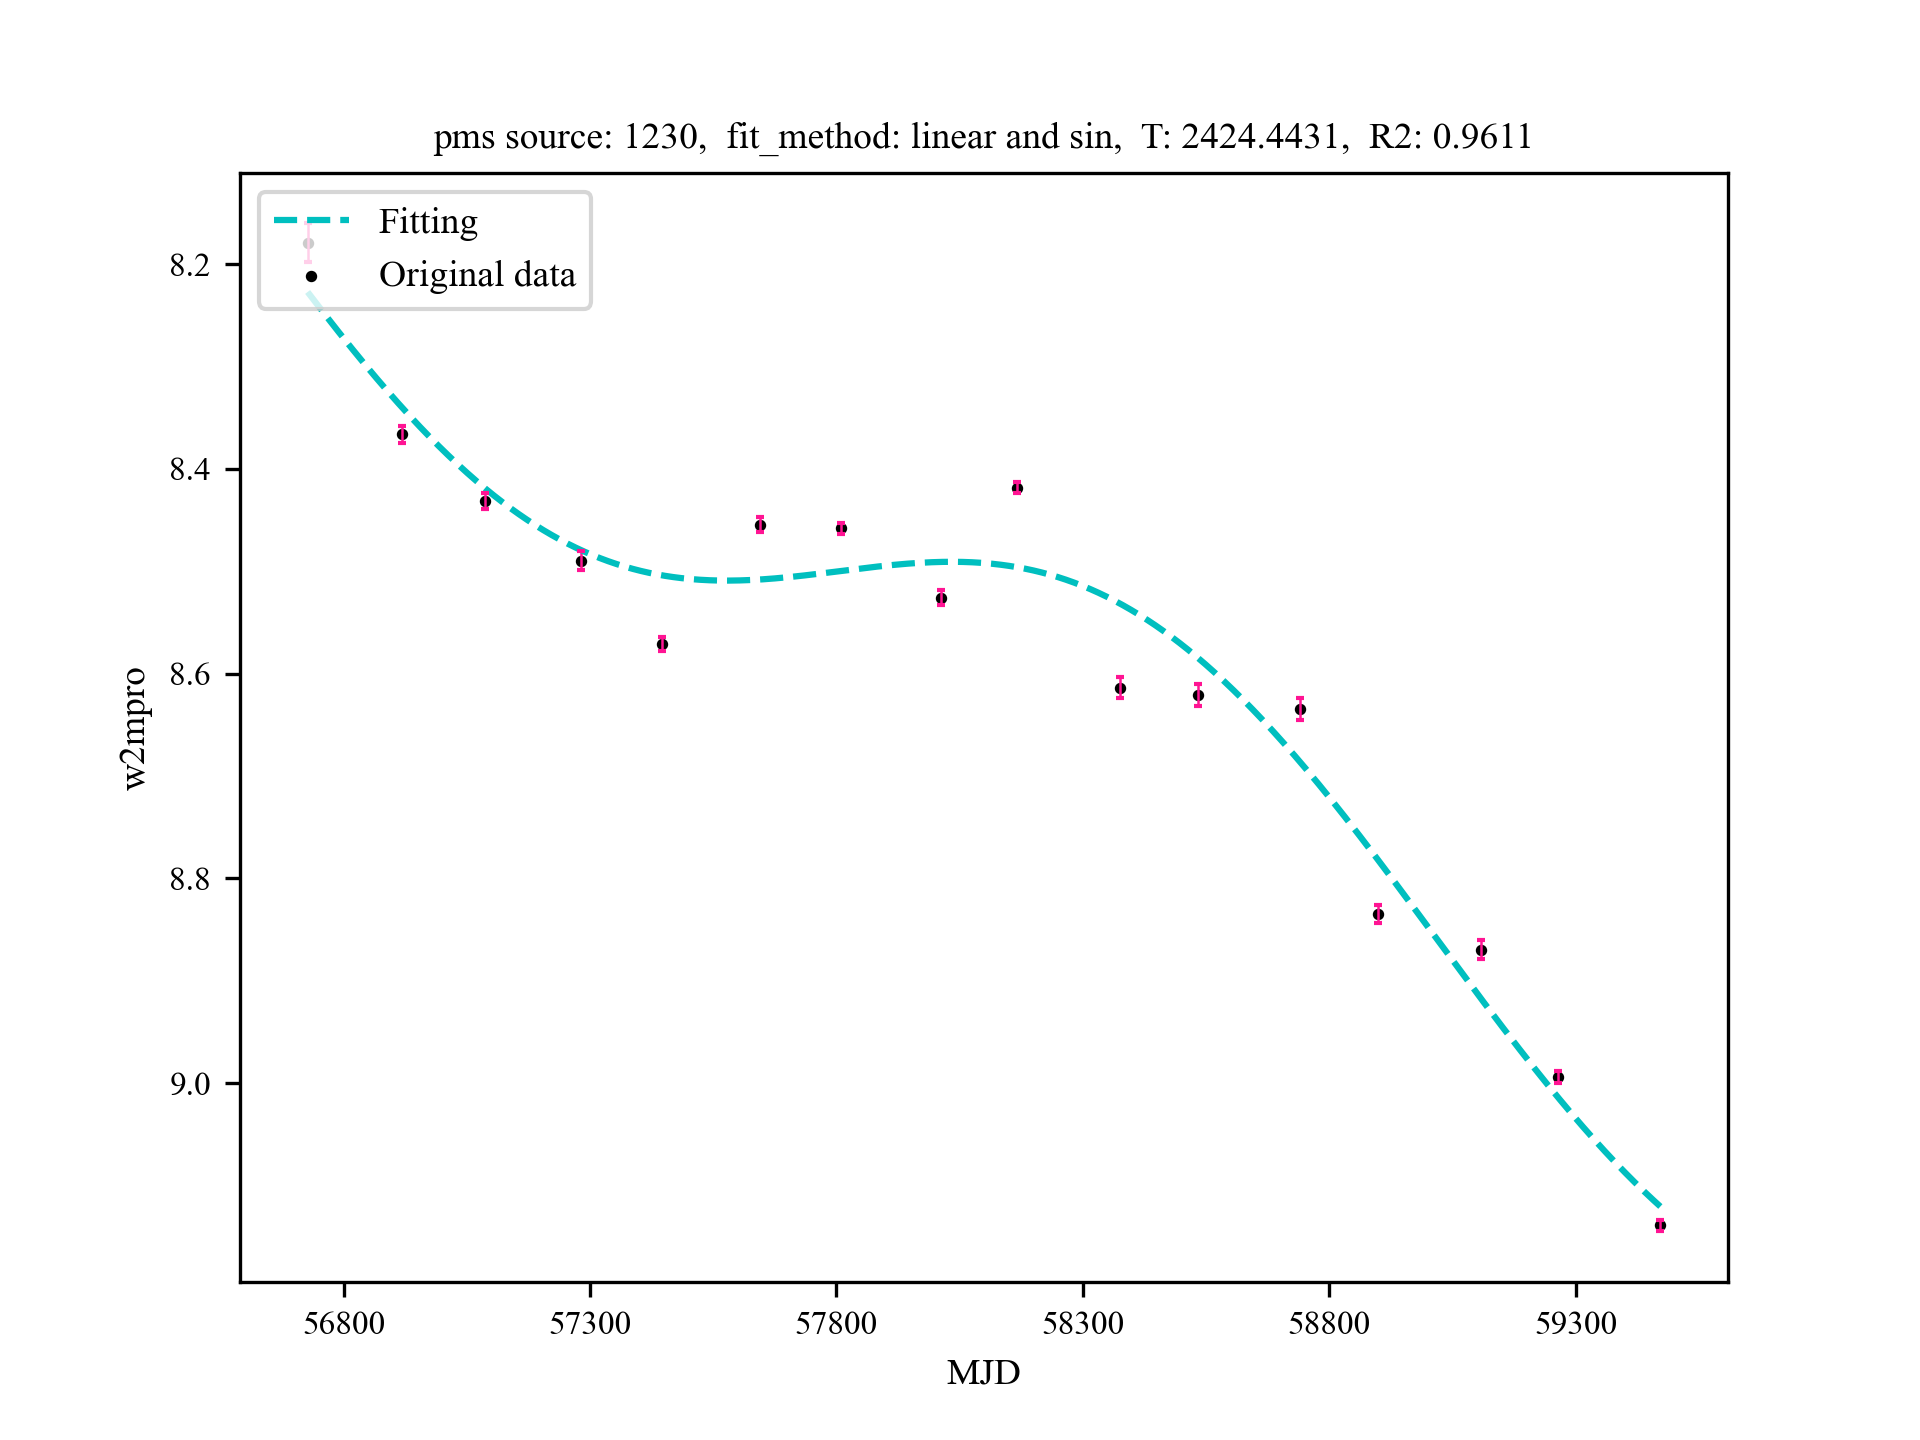 pms source: 1230, fit_method: linear and sin, T: 2424.4431, R2: 0.9611
Fitting
Original data
8.2
8.4
8.6
8.8
9.0
w2mpro
56800 57300 57800 58300 58800 59300
MJD